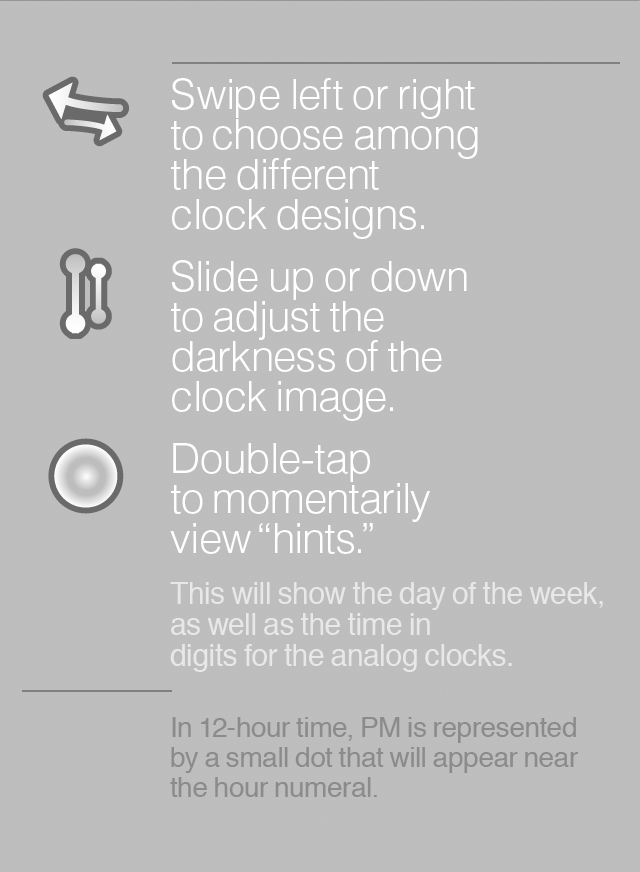 Swipe left or right
to choose among
the different
clock designs.
Slide up or down
to adjust the
darkness of the
clock image.
Double-tap
to momentarily
view “hints.”
This will show the day of the week,
as well as the time in
digits for the analog clocks.
In 12-hour time, PM is represented
by a small dot that will appear near
the hour numeral.